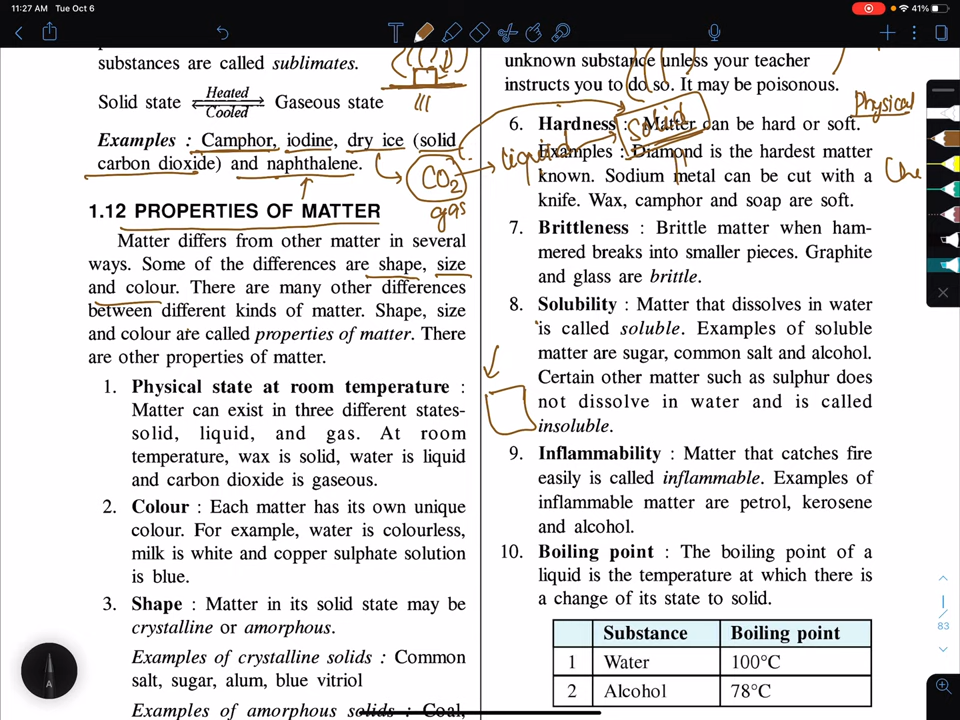 11:27 AM Tue Oct 6
41%
substances are called sublimates.
Solid state Heated Cooled Gaseous state
Examples : Camphor, iodine, dry ice (solid
carbon dioxide) and naphthalene.
CO2
gas
liquid
Solid
1.12 PROPERTIES OF MATTER
Matter differs from other matter in several
ways. Some of the differences are shape, size
and colour. There are many other differences
between different kinds of matter. Shape, size
and colour are called properties of matter. There
are other properties of matter.
1. Physical state at room temperature :
Matter can exist in three different states-
solid, liquid, and gas. At room
temperature, wax is solid, water is liquid
and carbon dioxide is gaseous.
2. Colour : Each matter has its own unique
colour. For example, water is colourless,
milk is white and copper sulphate solution
is blue.
3. Shape : Matter in its solid state may be
crystalline or amorphous.
Examples of crystalline solids : Common
salt, sugar, alum, blue vitriol
Examples of amorphous solids : Coal,
unknown substance unless your teacher
instructs you to do so. It may be poisonous.
Physical
Che
6. Hardness : Matter can be hard or soft.
Examples : Diamond is the hardest matter
known. Sodium metal can be cut with a
knife. Wax, camphor and soap are soft.
7. Brittleness : Brittle matter when ham-
mered breaks into smaller pieces. Graphite
and glass are brittle.
8. Solubility : Matter that dissolves in water
is called soluble. Examples of soluble
matter are sugar, common salt and alcohol.
Certain other matter such as sulphur does
not dissolve in water and is called
insoluble.
9. Inflammability : Matter that catches fire
easily is called inflammable. Examples of
inflammable matter are petrol, kerosene
and alcohol.
10. Boiling point : The boiling point of a
liquid is the temperature at which there is
a change of its state to solid.
Substance Boiling point
1 Water 100°C
2 Alcohol 78°C
83
A